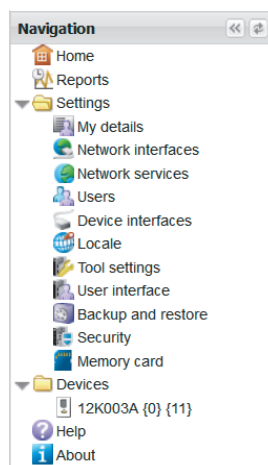 Navigation
Home
Reports
Settings
My details
Network interfaces
Network services
Users
Device interfaces
Locale
Tool settings
User interface
Backup and restore
Security
Memory card
Devices
12K003A {0} {11}
Help
About